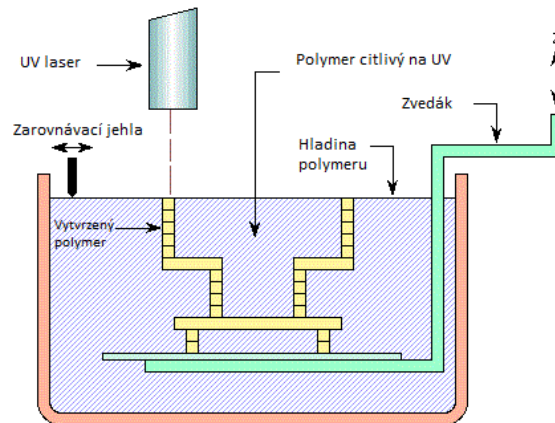 UV laser
Polymer citlivý na UV
Zvedák
Zarovnávací jehla
Hladina
polymeru
Vytvrzený
polymer